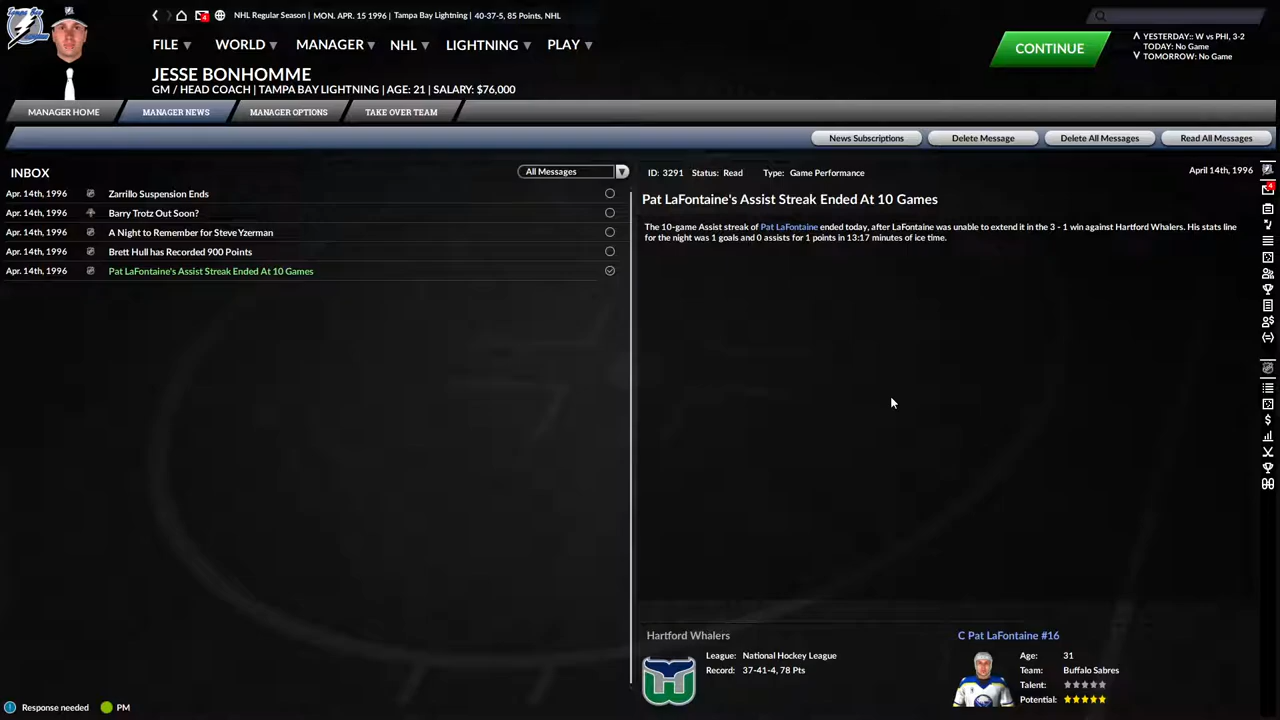 NHL Regular Season | MON. APR. 15 1996 | Tampa Bay Lightning | 40-37-5, 85 Points, NHL
FILE WORLD MANAGER NHL LIGHTNING PLAY
CONTINUE
YESTERDAY:: W vs PHI, 3-2
TODAY: No Game
TOMORROW: No Game
JESSE BONHOMME
GM / HEAD COACH | TAMPA BAY LIGHTNING | AGE: 21 | SALARY: $76,000
MANAGER HOME MANAGER NEWS MANAGER OPTIONS TAKE OVER TEAM
News Subscriptions Delete Message Delete All Messages Read All Messages
INBOX
All Messages
Apr. 14th, 1996 Zarrillo Suspension Ends
Apr. 14th, 1996 Barry Trotz Out Soon?
Apr. 14th, 1996 A Night to Remember for Steve Yzerman
Apr. 14th, 1996 Brett Hull has Recorded 900 Points
Apr. 14th, 1996 Pat LaFontaine's Assist Streak Ended At 10 Games
ID: 3291 Status: Read Type: Game Performance April 14th, 1996
Pat LaFontaine's Assist Streak Ended At 10 Games
The 10-game Assist streak of Pat LaFontaine ended today, after LaFontaine was unable to extend it in the 3 - 1 win against Hartford Whalers. His stats line
for the night was 1 goals and 0 assists for 1 points in 13:17 minutes of ice time.
Hartford Whalers
League: National Hockey League
Record: 37-41-4, 78 Pts
C Pat LaFontaine #16
Age: 31
Team: Buffalo Sabres
Talent:
Potential:
Response needed PM